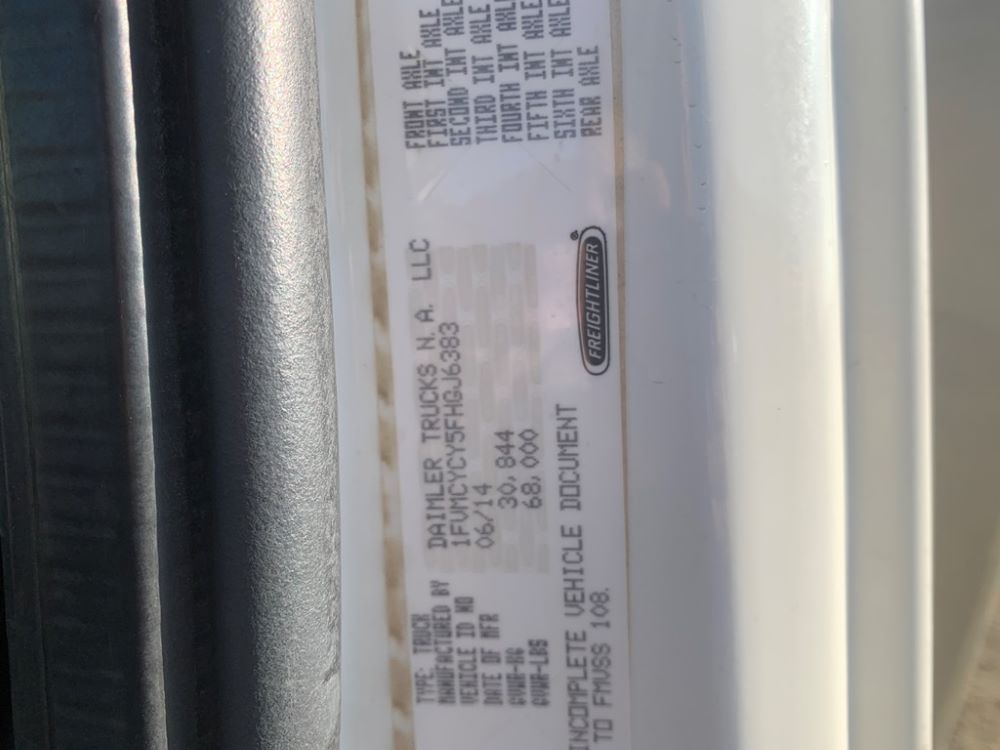 TYPE: TRUCK
MANUFACTURED BY DAIMLER TRUCKS N. A. LLC
VEHICLE ID NO 1FVMCYCY5FHGJ6383
DATE OF MFR 06/14
GVWR-KG 30,844
GVWR-LBS 68,000
INCOMPLETE VEHICLE DOCUMENT
TO FMVSS 108.
FREIGHTLINER®
FRONT AXLE
FIRST INT AXLE
SECOND INT AXLE
THIRD INT AXLE
FOURTH INT AXLE
FIFTH INT AXLE
SIXTH INT AXLE
REAR AXLE